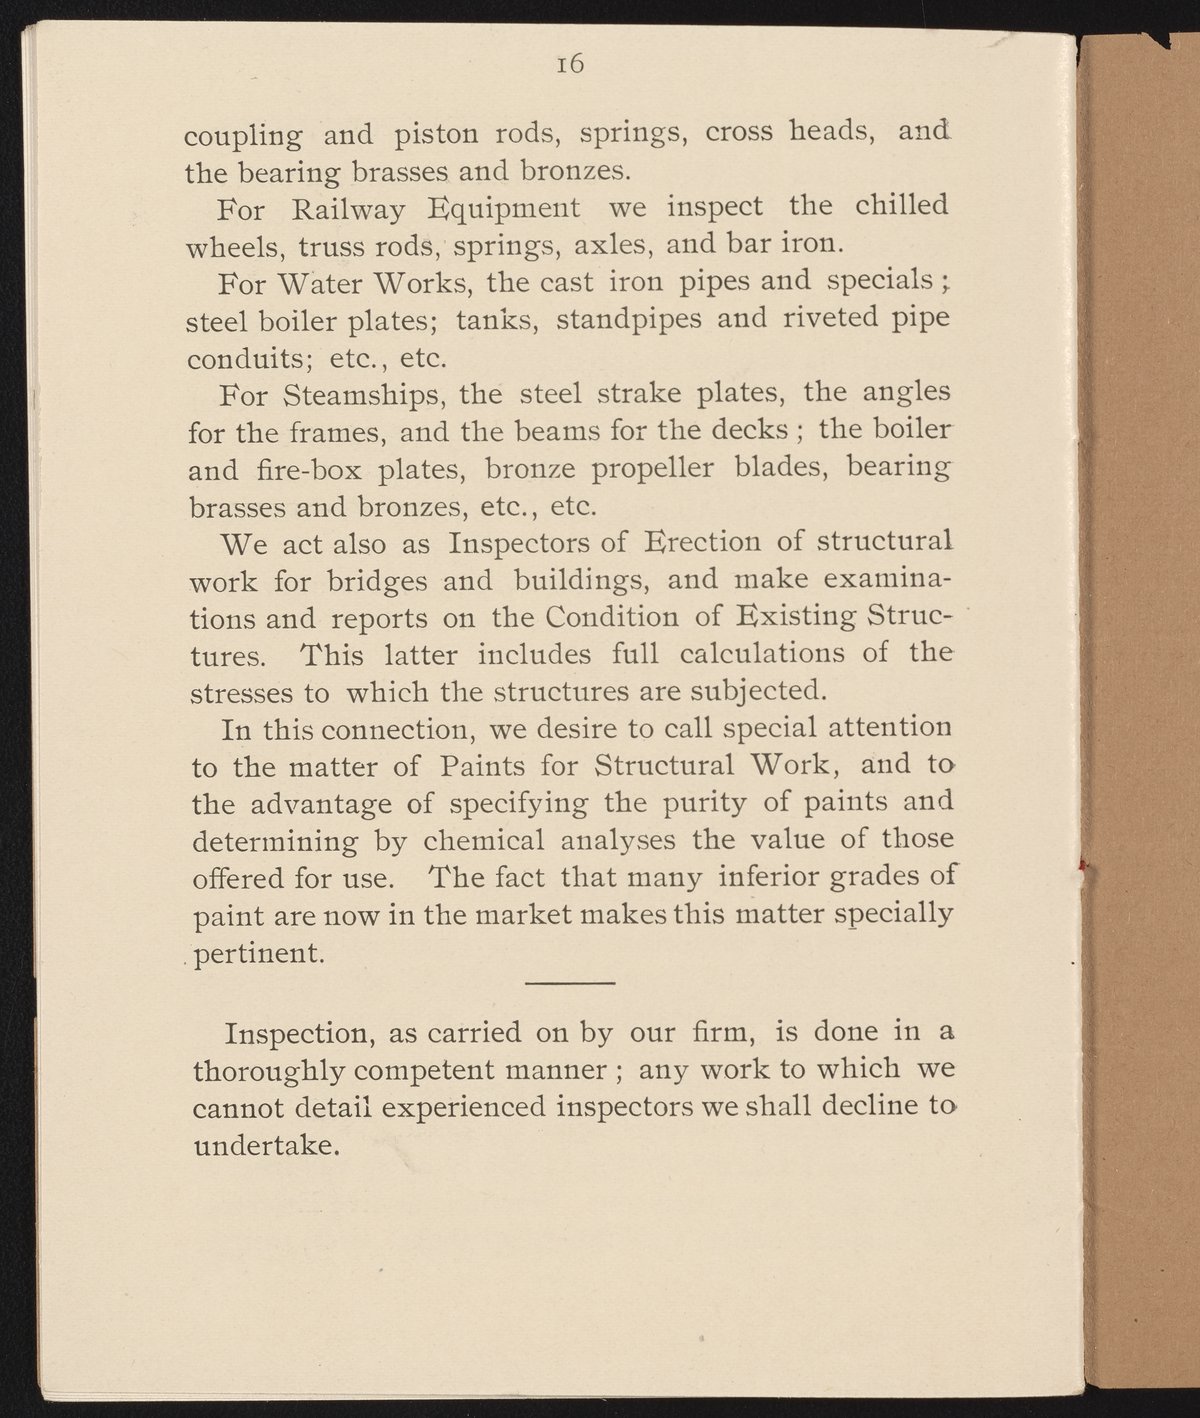 16
coupling and piston rods, springs, cross heads, and
the bearing brasses and bronzes.
For Railway Equipment we inspect the chilled
wheels, truss rods, springs, axles, and bar iron.
For Water Works, the cast iron pipes and specials ;
steel boiler plates; tanks, standpipes and riveted pipe
conduits; etc., etc.
For Steamships, the steel strake plates, the angles
for the frames, and the beams for the decks ; the boiler
and fire-box plates, bronze propeller blades, bearing
brasses and bronzes, etc., etc.
We act also as Inspectors of Erection of structural
work for bridges and buildings, and make examina-
tions and reports on the Condition of Existing Struc-
tures. This latter includes full calculations of the
stresses to which the structures are subjected.
In this connection, we desire to call special attention
to the matter of Paints for Structural Work, and to
the advantage of specifying the purity of paints and
determining by chemical analyses the value of those
offered for use. The fact that many inferior grades of
paint are now in the market makes this matter specially
pertinent.
Inspection, as carried on by our firm, is done in a
thoroughly competent manner ; any work to which we
cannot detail experienced inspectors we shall decline to
undertake.